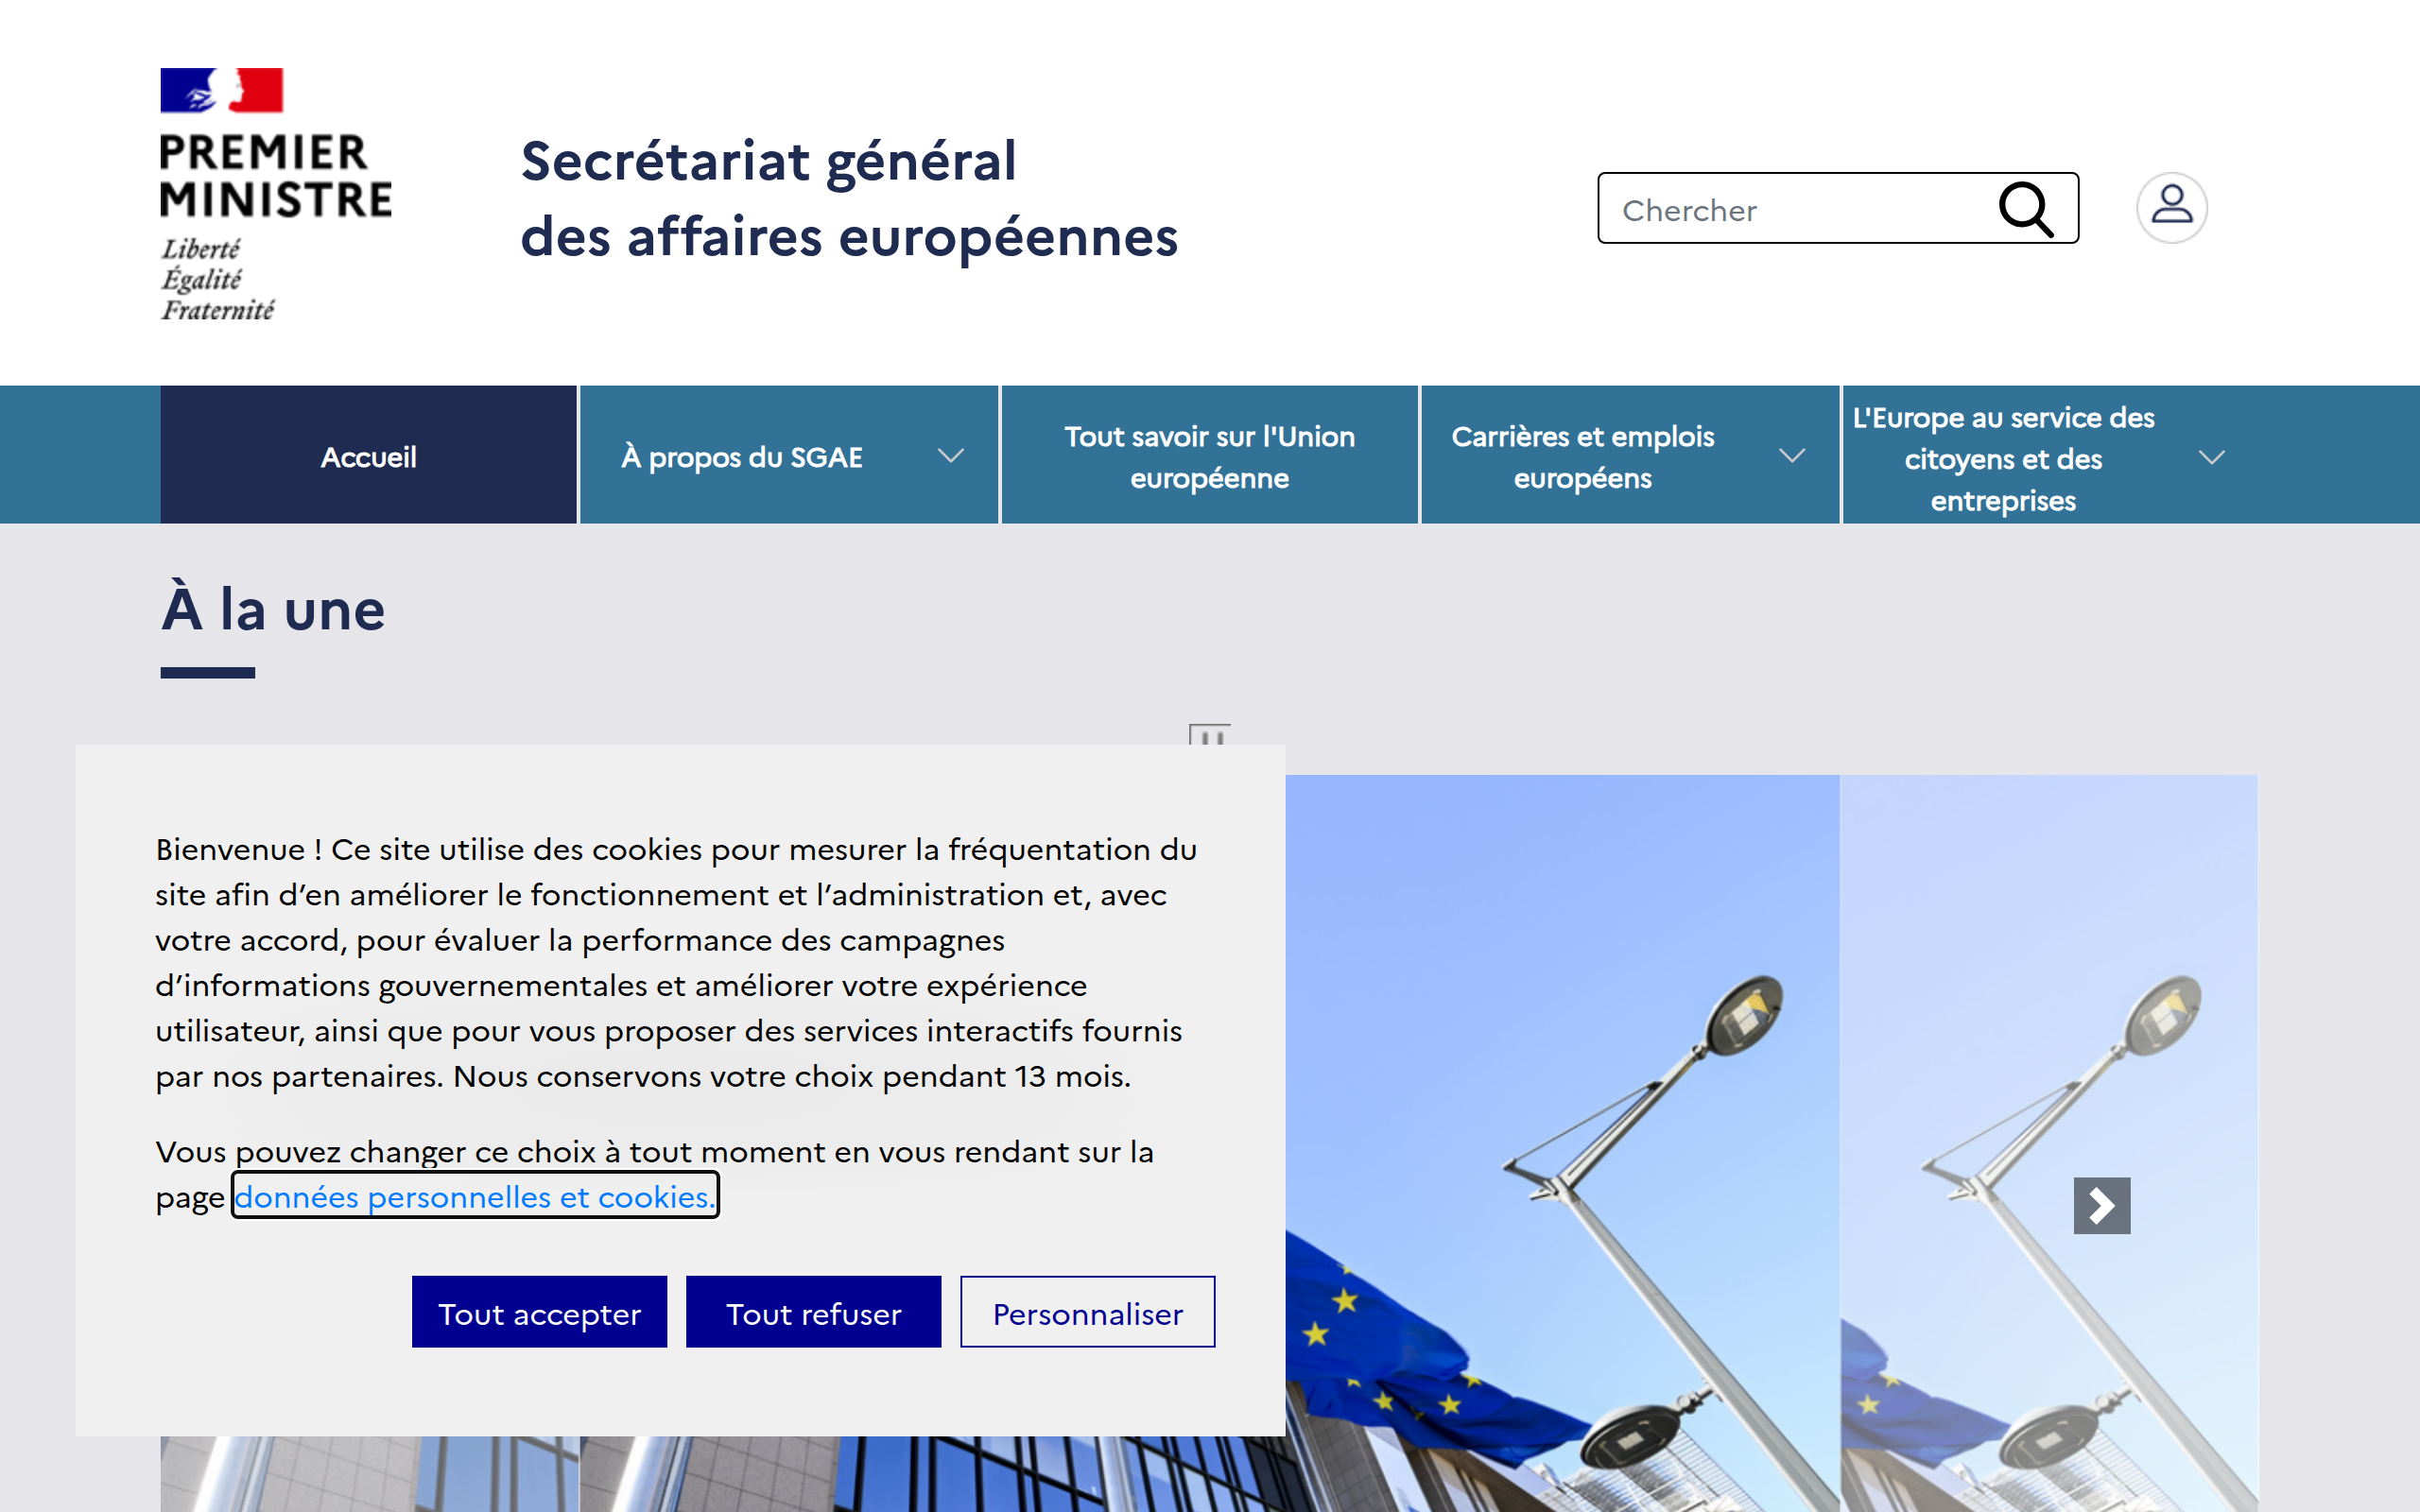 PREMIER
MINISTRE
Liberté
Égalité
Fraternité
Secrétariat général
des affaires européennes
Chercher
Accueil
À propos du SGAE
Tout savoir sur l'Union
européenne
Carrières et emplois
européens
L'Europe au service des
citoyens et des
entreprises
À la une
Bienvenue ! Ce site utilise des cookies pour mesurer la fréquentation du
site afin d’en améliorer le fonctionnement et l’administration et, avec
votre accord, pour évaluer la performance des campagnes
d’informations gouvernementales et améliorer votre expérience
utilisateur, ainsi que pour vous proposer des services interactifs fournis
par nos partenaires. Nous conservons votre choix pendant 13 mois.
Vous pouvez changer ce choix à tout moment en vous rendant sur la
page données personnelles et cookies.
Tout accepter
Tout refuser
Personnaliser